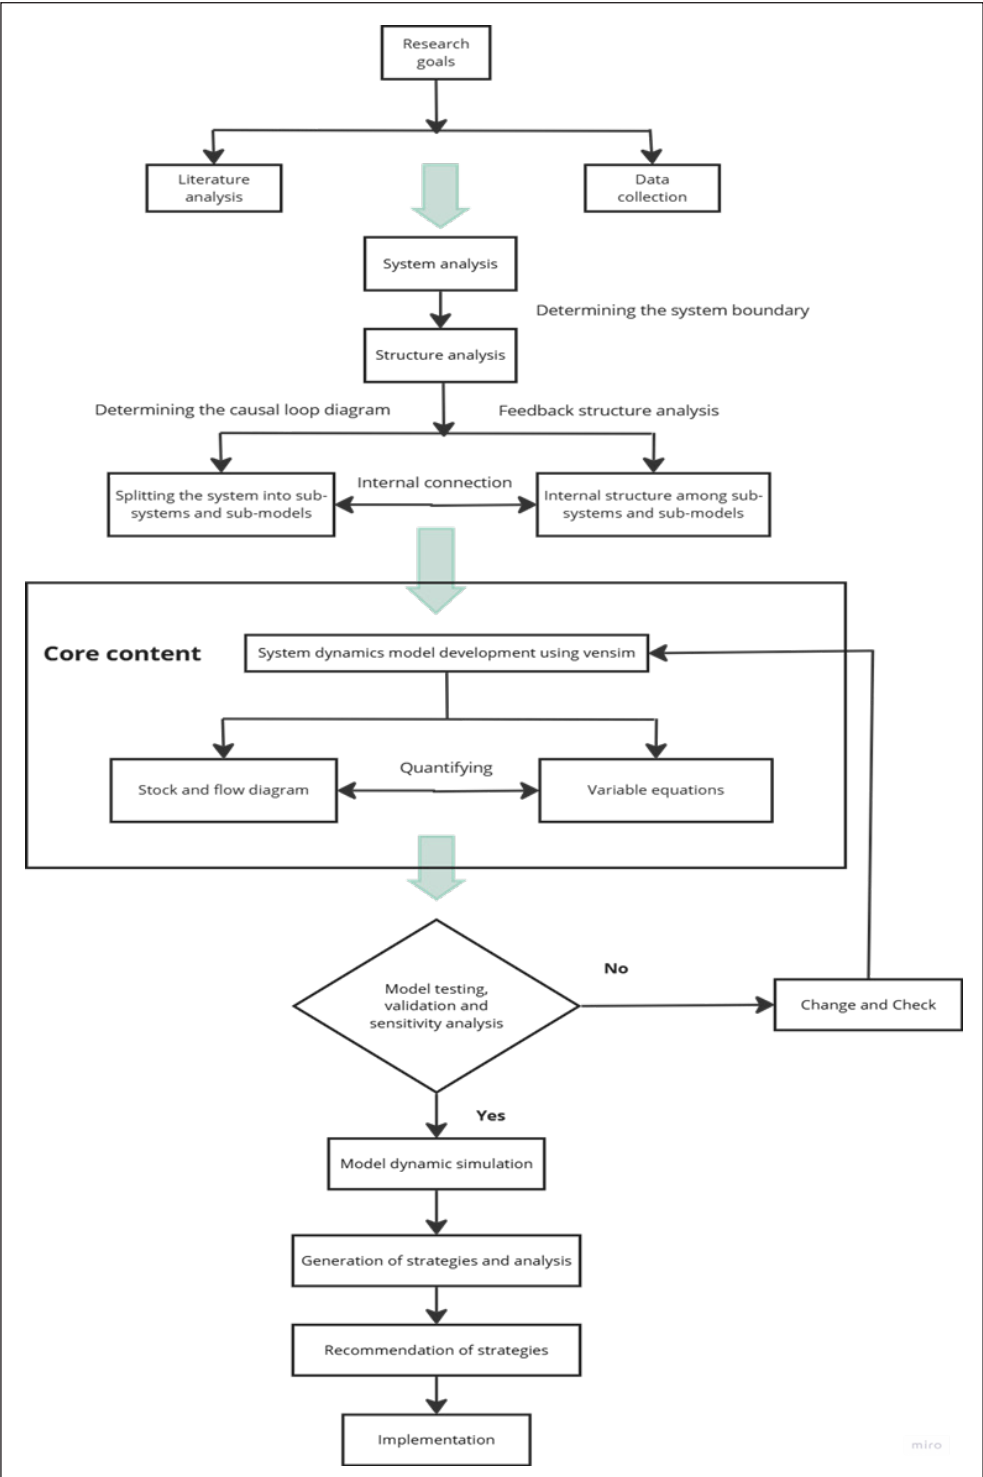 Research
goals
Literature
analysis
Data
collection
System analysis
Determining the system boundary
Structure analysis
Determining the causal loop diagram
Feedback structure analysis
Splitting the system into sub-
systems and sub-models
Internal connection
Internal structure among sub-
systems and sub-models
Core content
System dynamics model development using vensim
Stock and flow diagram
Quantifying
Variable equations
Model testing,
validation and
sensitivity analysis
No
Change and Check
Yes
Model dynamic simulation
Generation of strategies and analysis
Recommendation of strategies
Implementation
miro